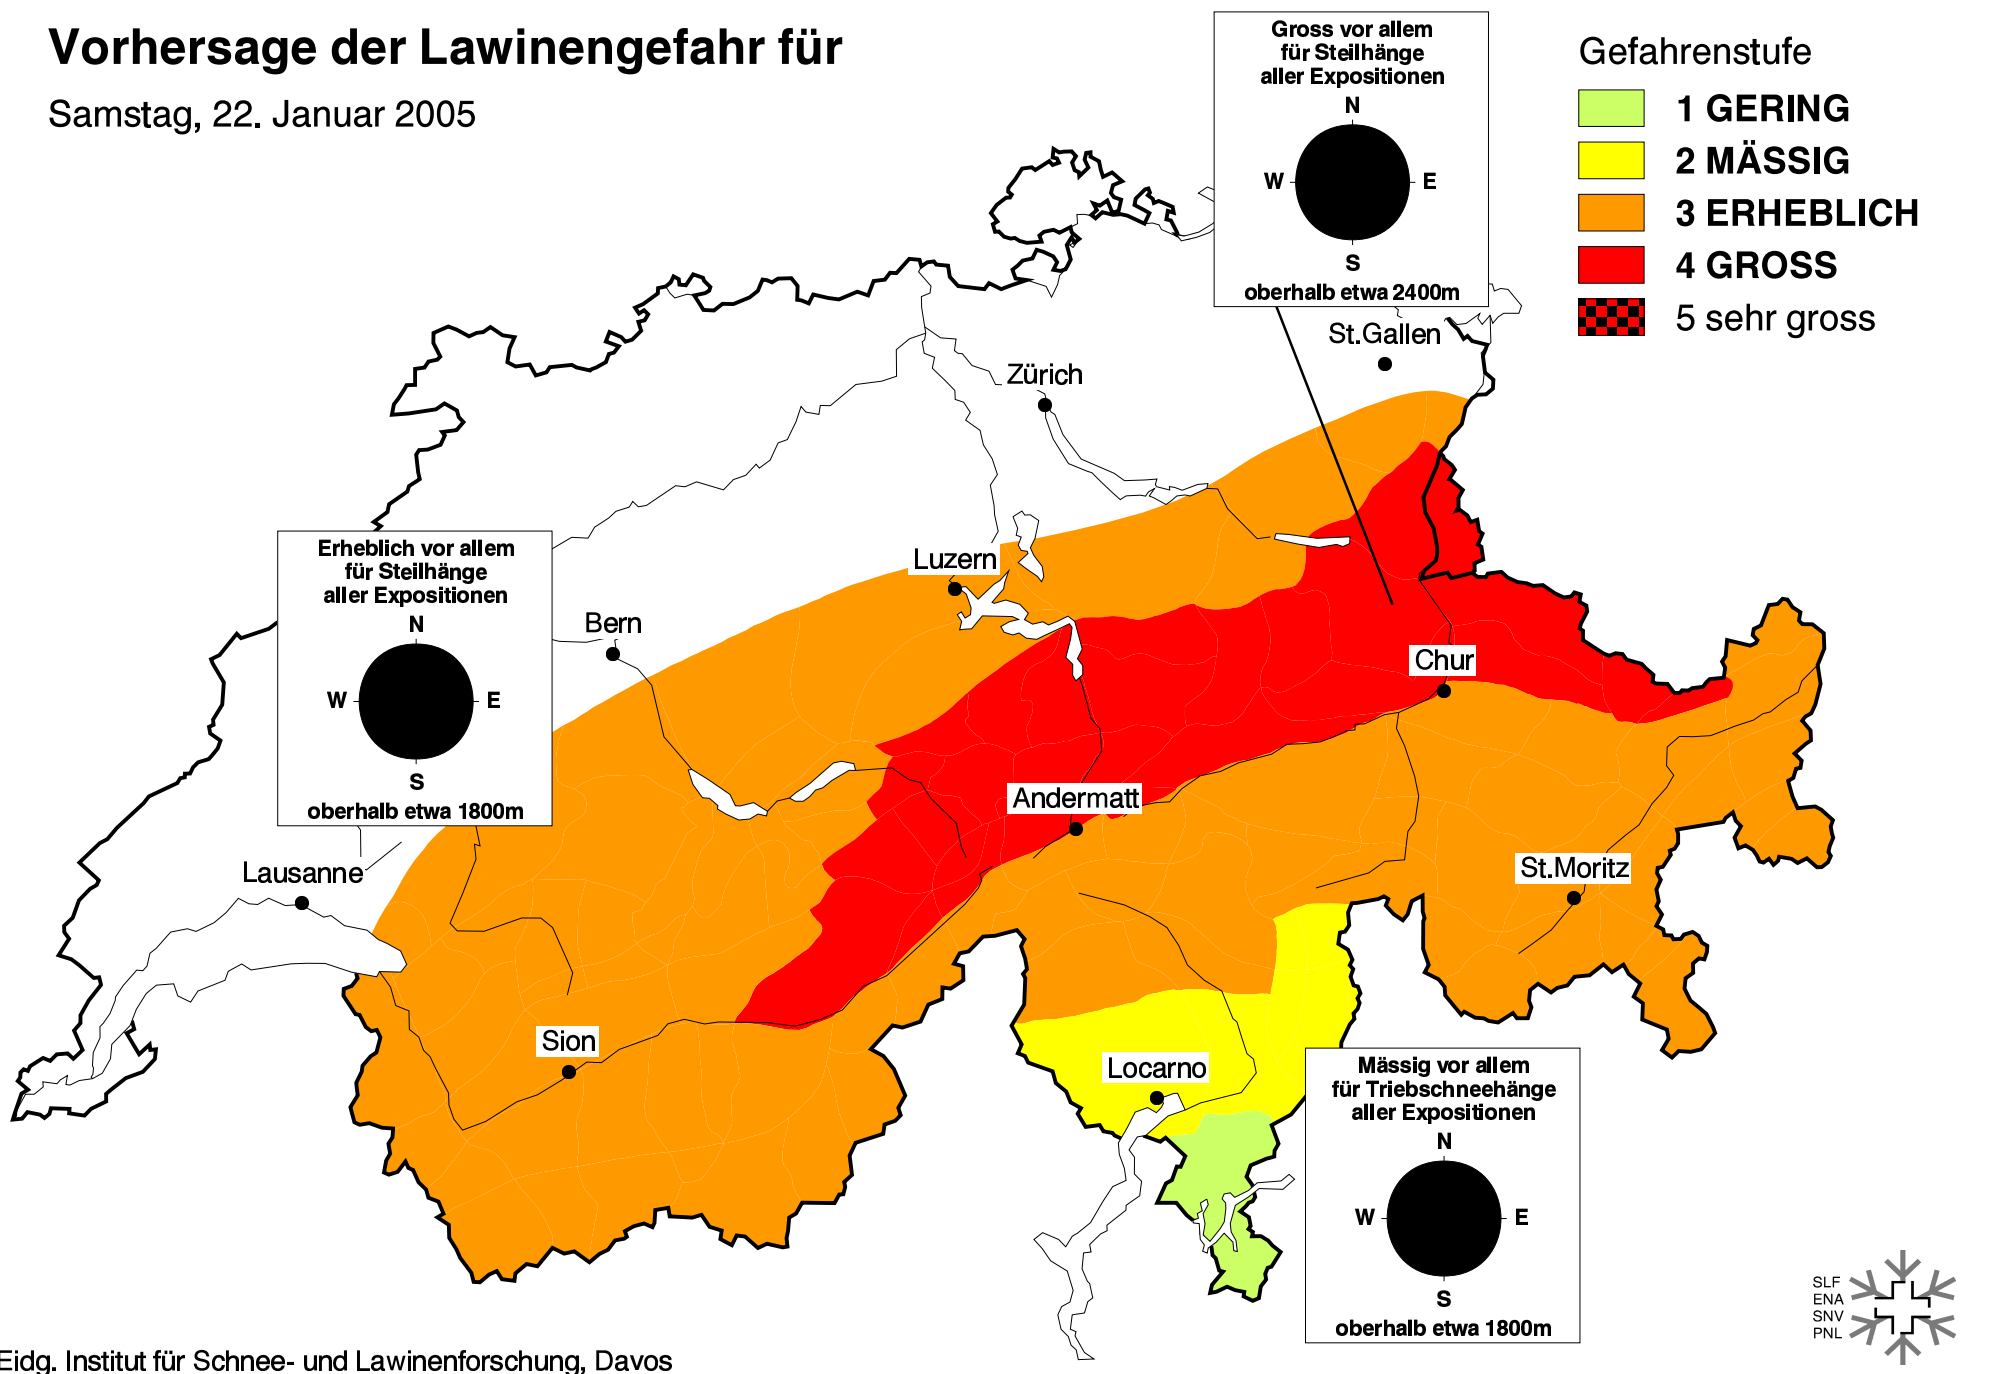 Vorhersage der Lawinengefahr für
Samstag, 22. Januar 2005
Gross vor allem
für Steilhänge
aller Expositionen
N
W
E
S
oberhalb etwa 2400m
Gefahrenstufe
1 GERING
2 MÄSSIG
3 ERHEBLICH
4 GROSS
5 sehr gross
St.Gallen
Zürich
Luzern
Bern
Chur
Andermatt
St.Moritz
Lausanne
Sion
Locarno
Erheblich vor allem
für Steilhänge
aller Expositionen
N
W
E
S
oberhalb etwa 1800m
Mässig vor allem
für Triebschneehänge
aller Expositionen
N
W
E
S
oberhalb etwa 1800m
SLF
ENA
SNV
PNL
Eidg. Institut für Schnee- und Lawinenforschung, Davos